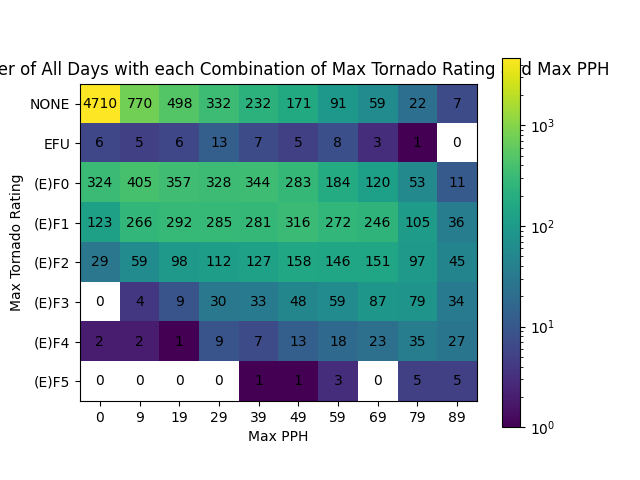 er of All Days with each Combination of Max Tornado Rating nd Max PPH
NONE 4710 770 498 332 232 171 91 59 22 7
EFU 6 5 6 13 7 5 8 3 1 0
(E)F0 324 405 357 328 344 283 184 120 53 11
(E)F1 123 266 292 285 281 316 272 246 105 36
(E)F2 29 59 98 112 127 158 146 151 97 45
(E)F3 0 4 9 30 33 48 59 87 79 34
(E)F4 2 2 1 9 7 13 18 23 35 27
(E)F5 0 0 0 0 1 1 3 0 5 5
0 9 19 29 39 49 59 69 79 89
Max PPH
Max Tornado Rating
10³
10²
10¹
10⁰